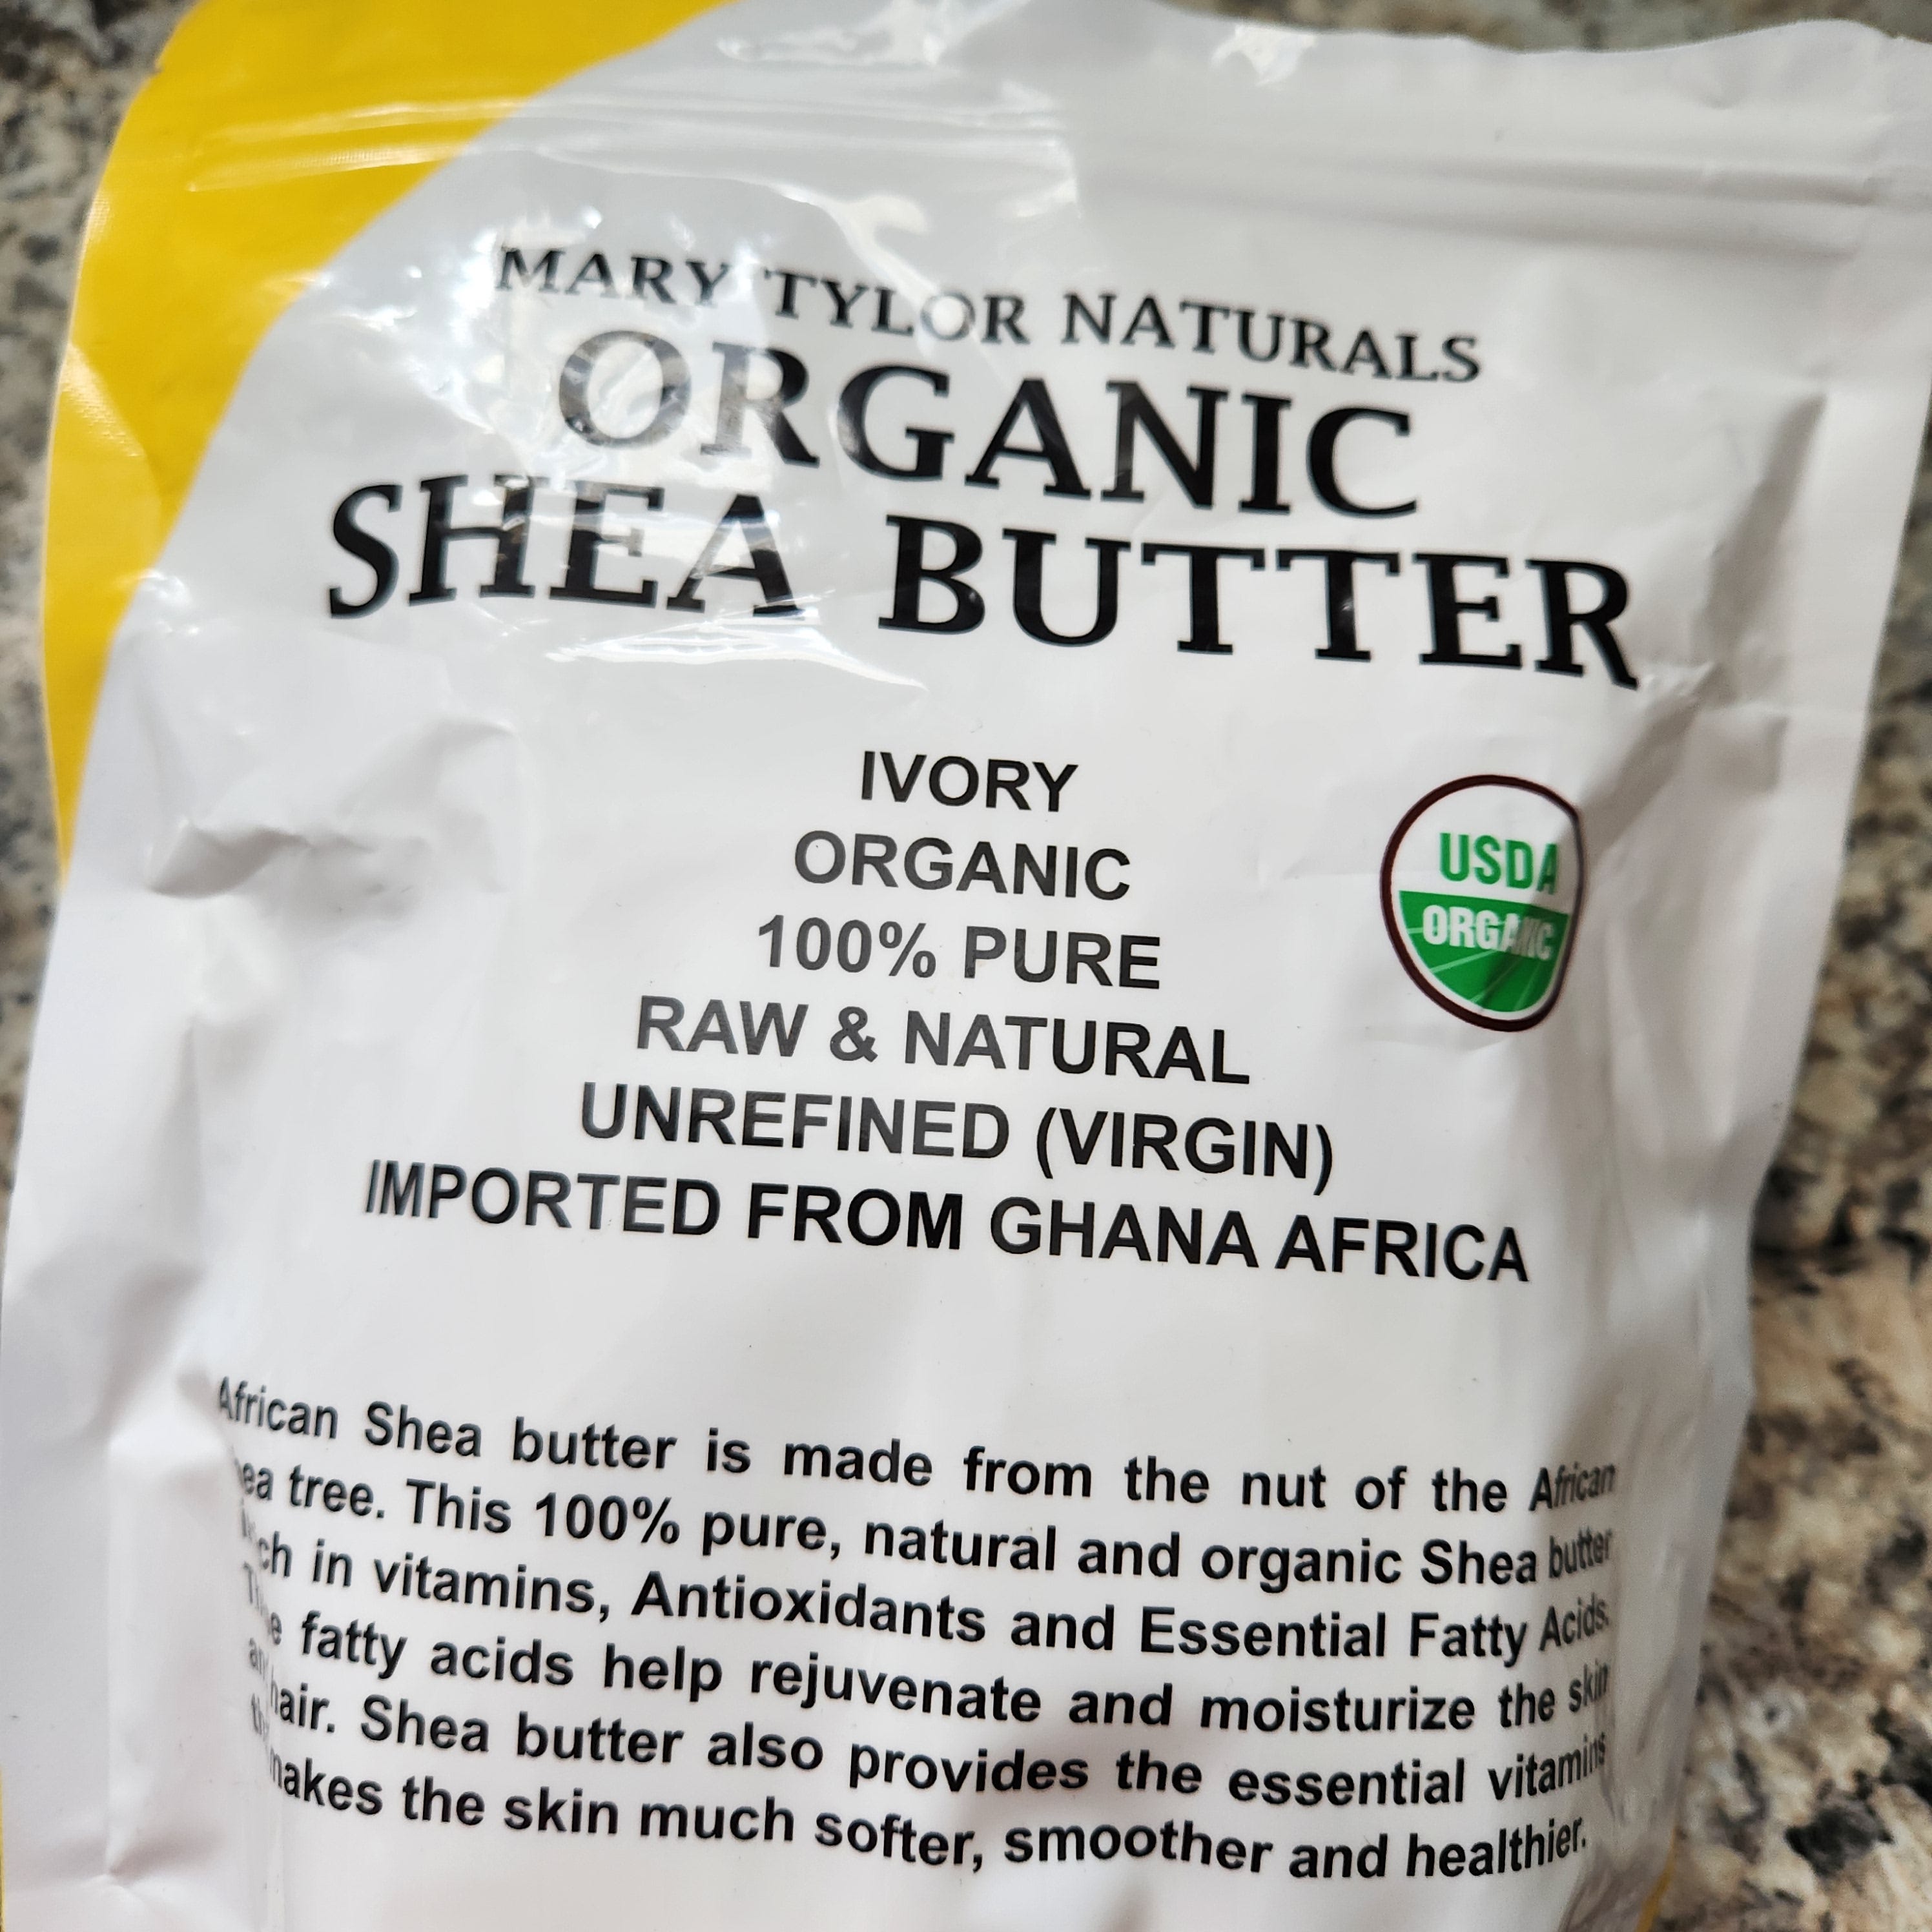 MARY TYLOR NATURALS
ORGANIC
SHEA BUTTER
IVORY
ORGANIC
100% PURE
RAW & NATURAL
UNREFINED (VIRGIN)
IMPORTED FROM GHANA AFRICA
USDA
ORGANIC
African Shea butter is made from the nut of the African
tree. This 100% pure, natural and organic Shea butter
in vitamins, Antioxidants and Essential Fatty Acids.
fatty acids help rejuvenate and moisturize the skin
hair. Shea butter also provides the essential vitamins
makes the skin much softer, smoother and healthier.